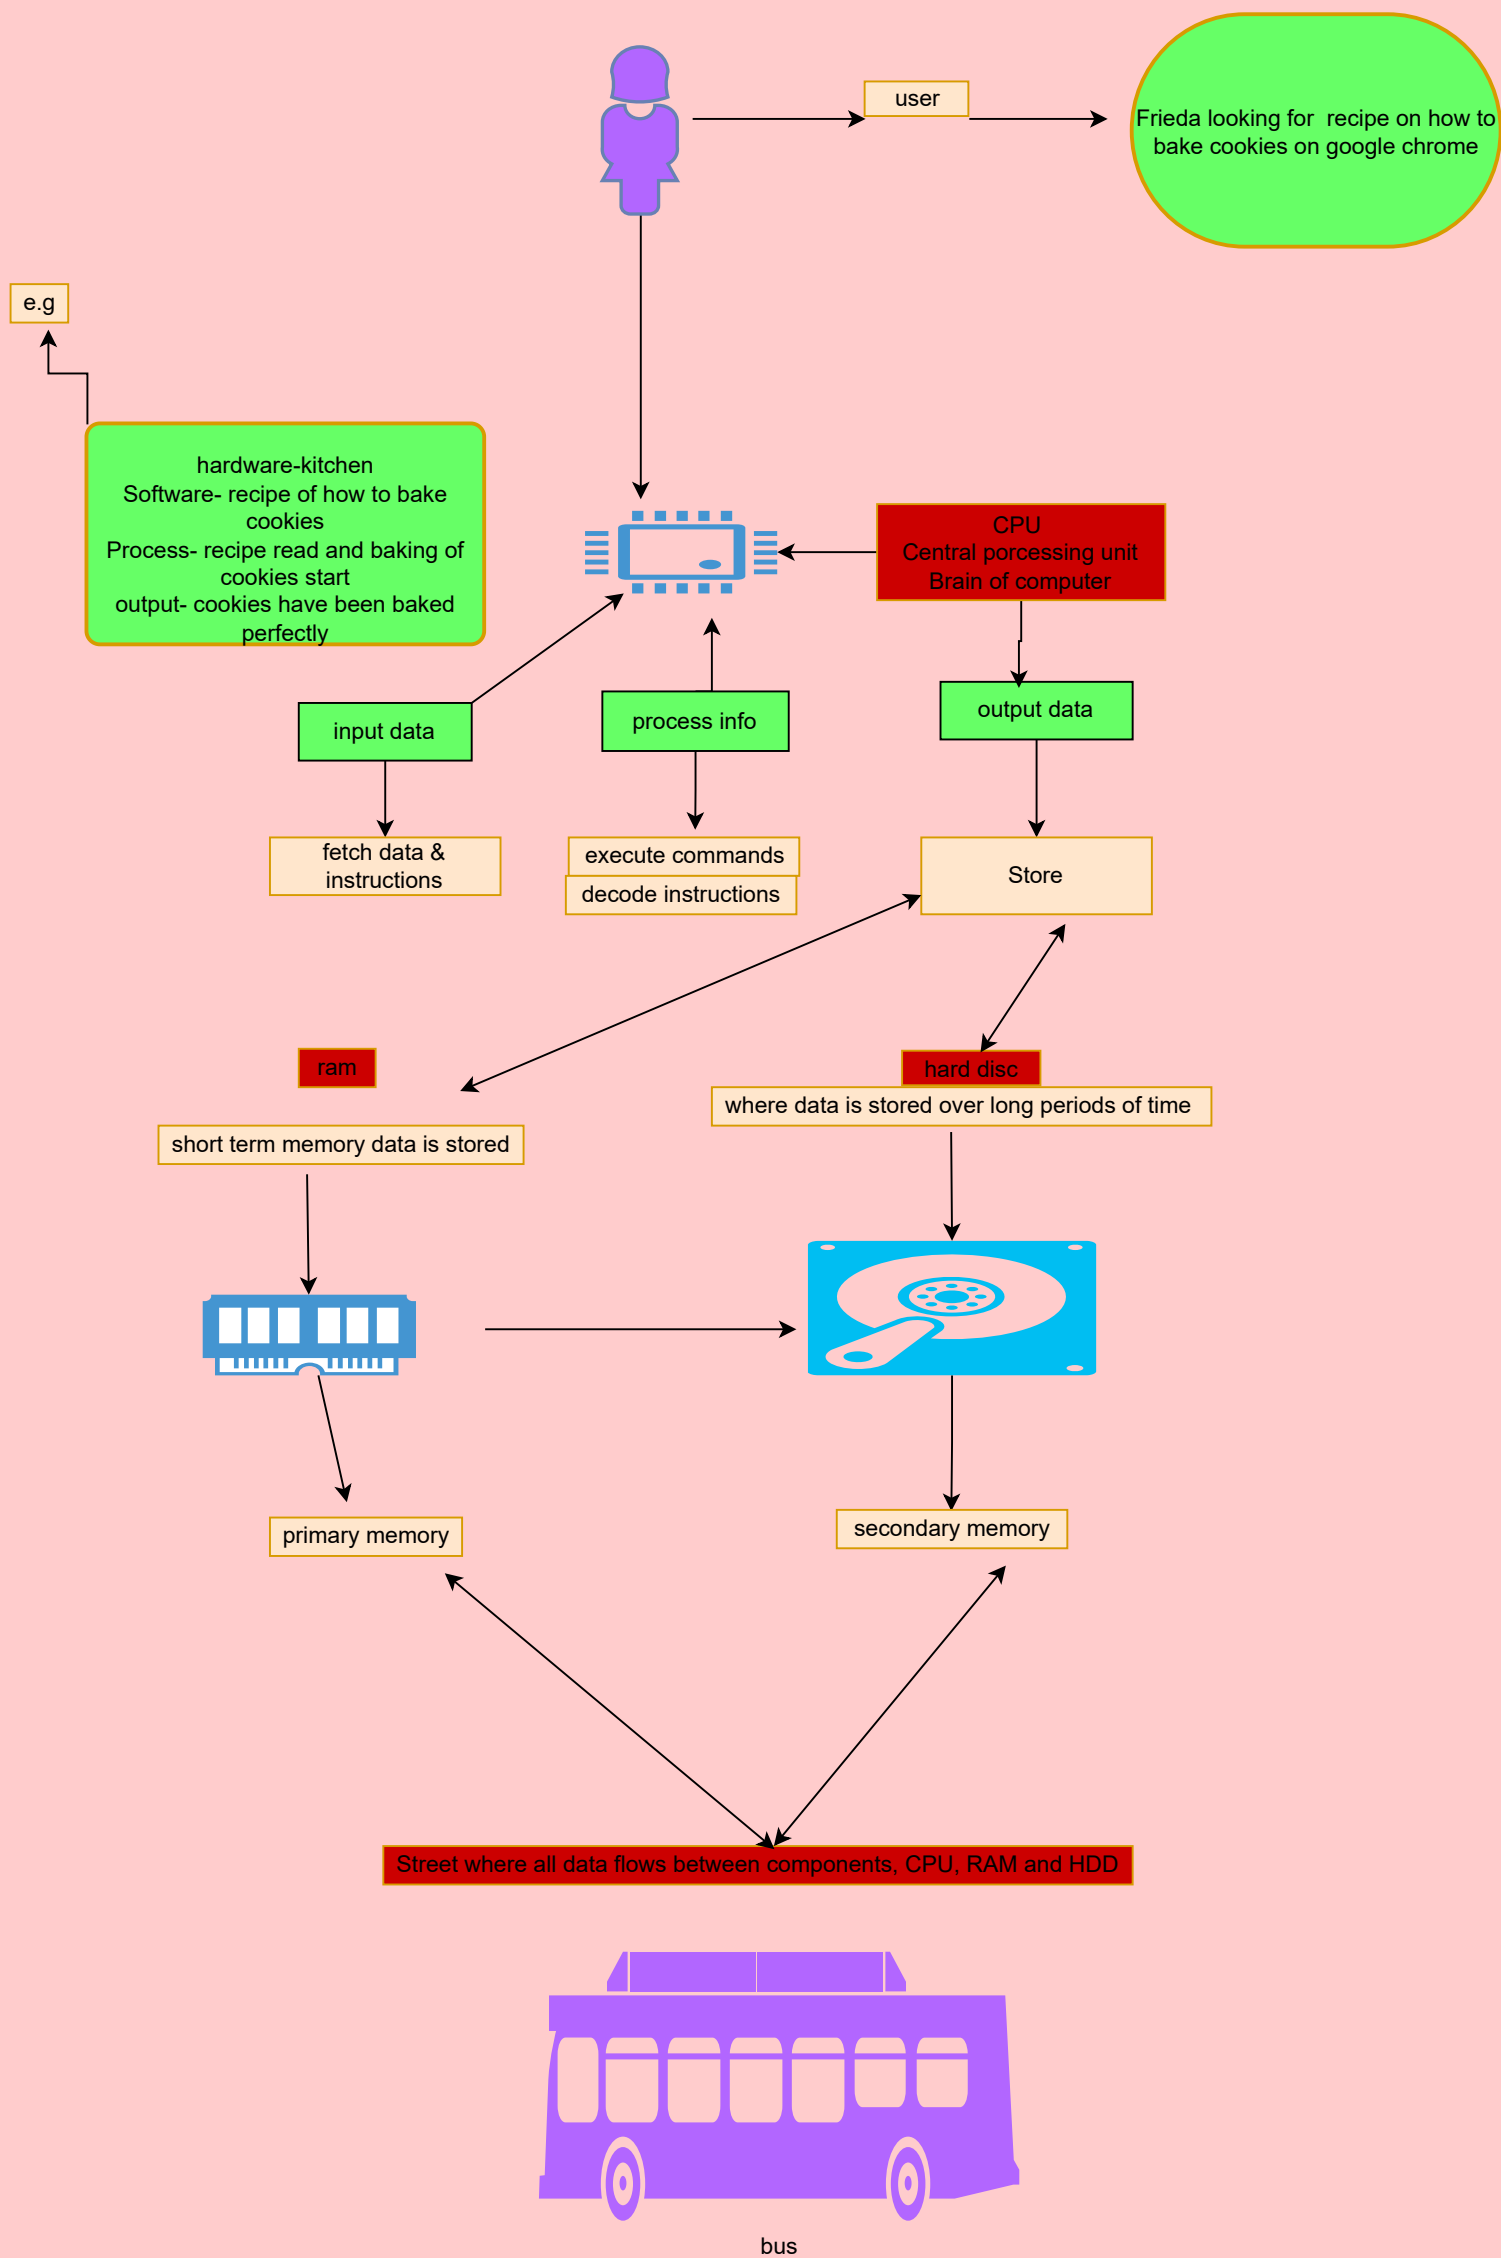 user
Frieda looking for  recipe on how to
bake cookies on google chrome
e.g
hardware-kitchen
Software- recipe of how to bake
cookies
Process- recipe read and baking of
cookies start
output- cookies have been baked
perfectly
CPU
Central porcessing unit
Brain of computer
input data
process info
output data
fetch data &
instructions
execute commands
decode instructions
Store
ram
hard disc
where data is stored over long periods of time
short term memory data is stored
primary memory
secondary memory
Street where all data flows between components, CPU, RAM and HDD
bus